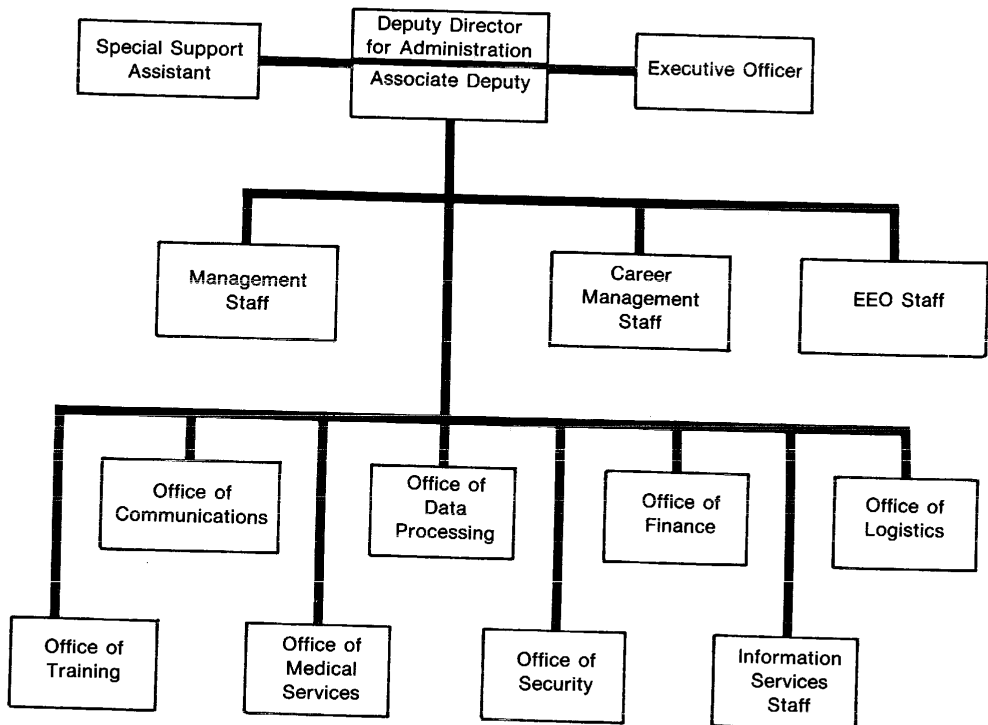 Special Support
Assistant
Deputy Director
for Administration
Associate Deputy
Executive Officer
Management
Staff
Career
Management
Staff
EEO Staff
Office of
Communications
Office of
Data
Processing
Office of
Finance
Office of
Logistics
Office of
Training
Office of
Medical
Services
Office of
Security
Information
Services
Staff